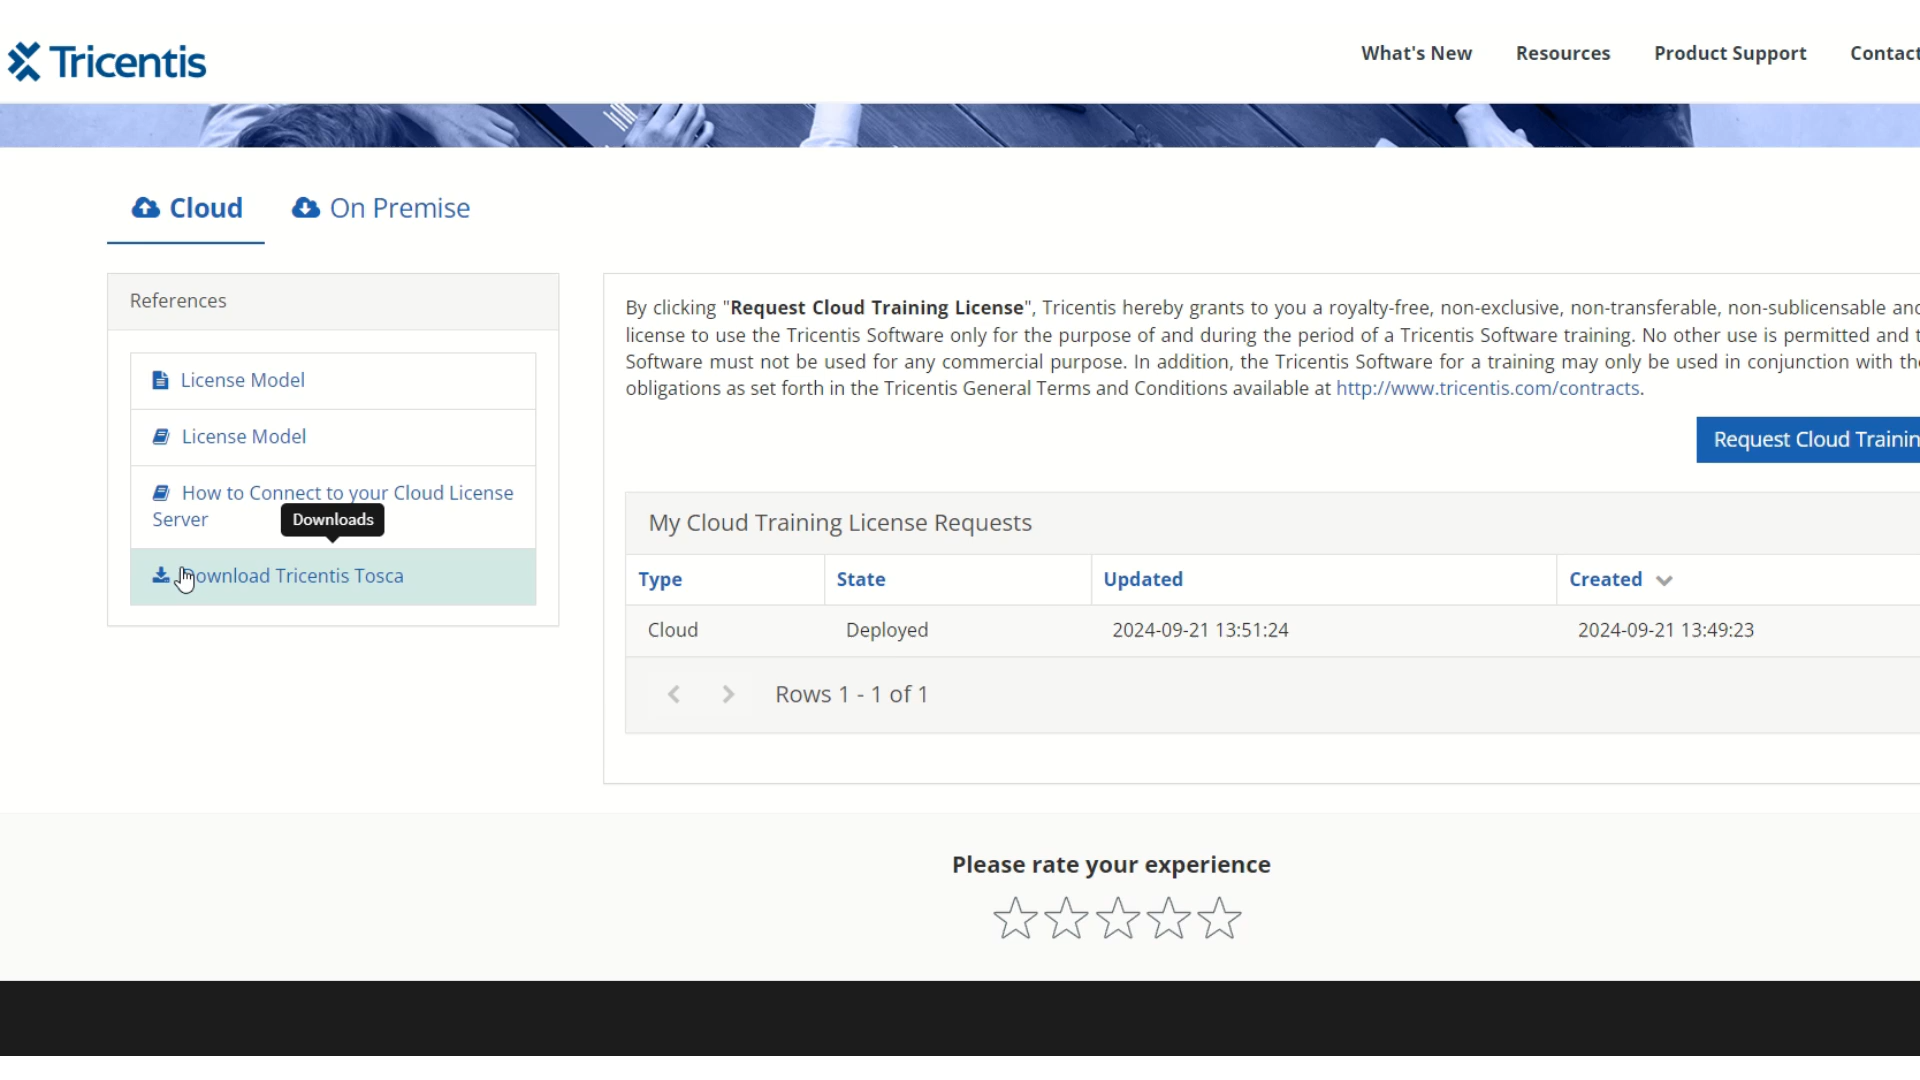 Tricentis
What's New Resources Product Support Contact
Cloud On Premise
References
License Model
License Model
How to Connect to your Cloud License
Server
Downloads
Download Tricentis Tosca
By clicking "Request Cloud Training License", Tricentis hereby grants to you a royalty-free, non-exclusive, non-transferable, non-sublicensable and
license to use the Tricentis Software only for the purpose of and during the period of a Tricentis Software training. No other use is permitted and
Software must not be used for any commercial purpose. In addition, the Tricentis Software for a training may only be used in conjunction with the
obligations as set forth in the Tricentis General Terms and Conditions available at http://www.tricentis.com/contracts.
Request Cloud Trainin
My Cloud Training License Requests
Type State Updated Created
Cloud Deployed 2024-09-21 13:51:24 2024-09-21 13:49:23
Rows 1 - 1 of 1
Please rate your experience